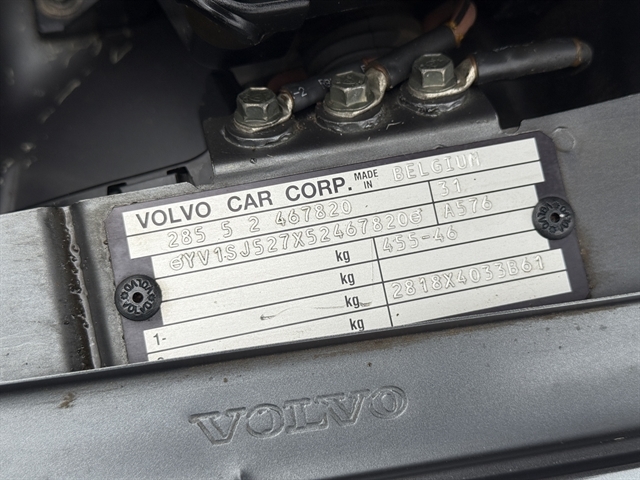 VOLVO CAR CORP. MADE IN BELGIUM
285 5 2 467820 31
YV1SJ527X52467820 A576
kg 455-46
kg
kg 2818X4033B61
1- kg
VOLVO